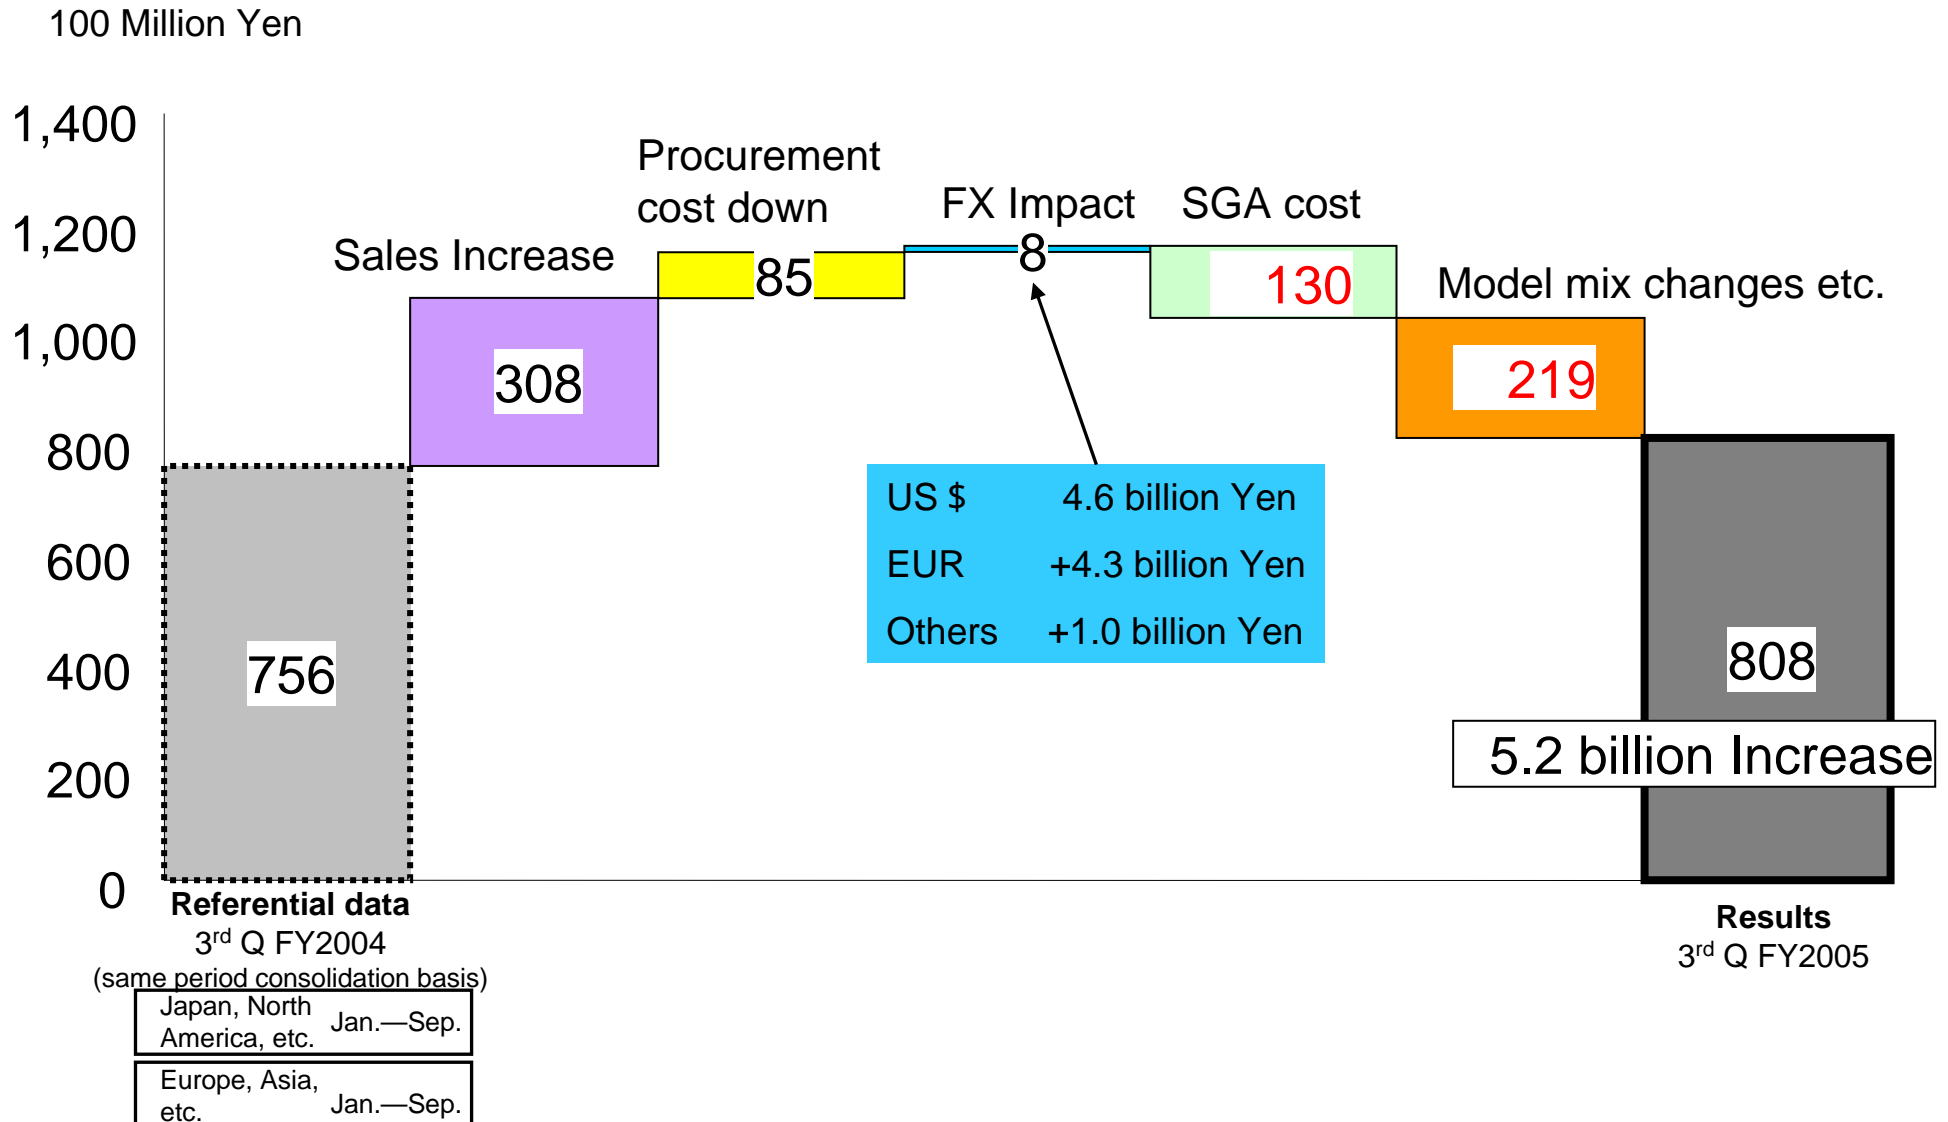 100 Million Yen
1,400
1,200
1,000
800
600
400
200
0
Sales Increase
Procurement
cost down
FX Impact
SGA cost
Model mix changes etc.
756
308
85
8
130
219
808
US $ 4.6 billion Yen
EUR +4.3 billion Yen
Others +1.0 billion Yen
5.2 billion Increase
Referential data
3rd Q FY2004
(same period consolidation basis)
Japan, North
America, etc. Jan.—Sep.
Europe, Asia,
etc. Jan.—Sep.
Results
3rd Q FY2005